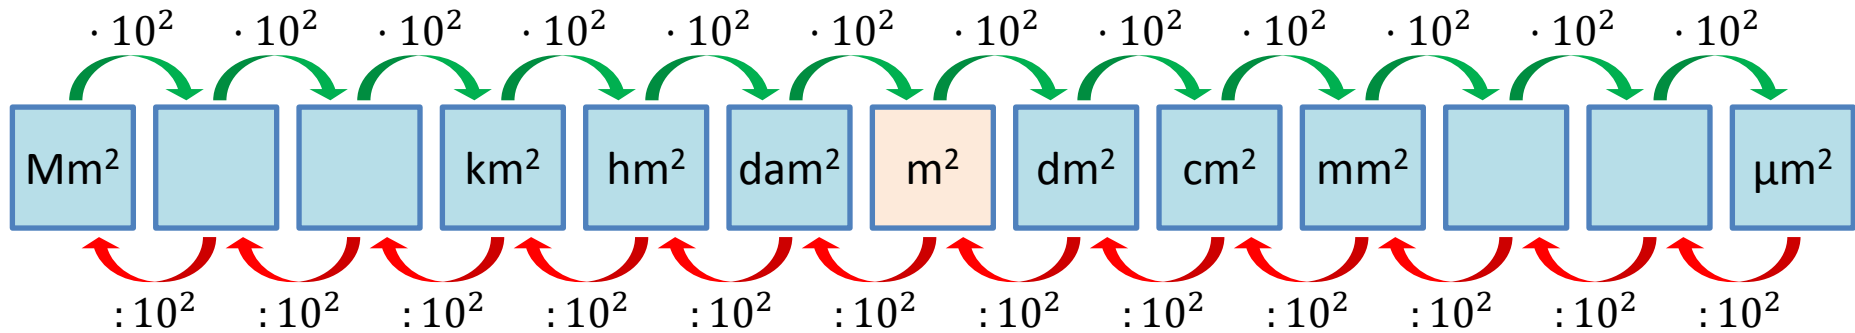 · 10² · 10² · 10² · 10² · 10² · 10² · 10² · 10² · 10² · 10² · 10² · 10²
Mm² km² hm² dam² m² dm² cm² mm² µm²
: 10² : 10² : 10² : 10² : 10² : 10² : 10² : 10² : 10² : 10² : 10² : 10²